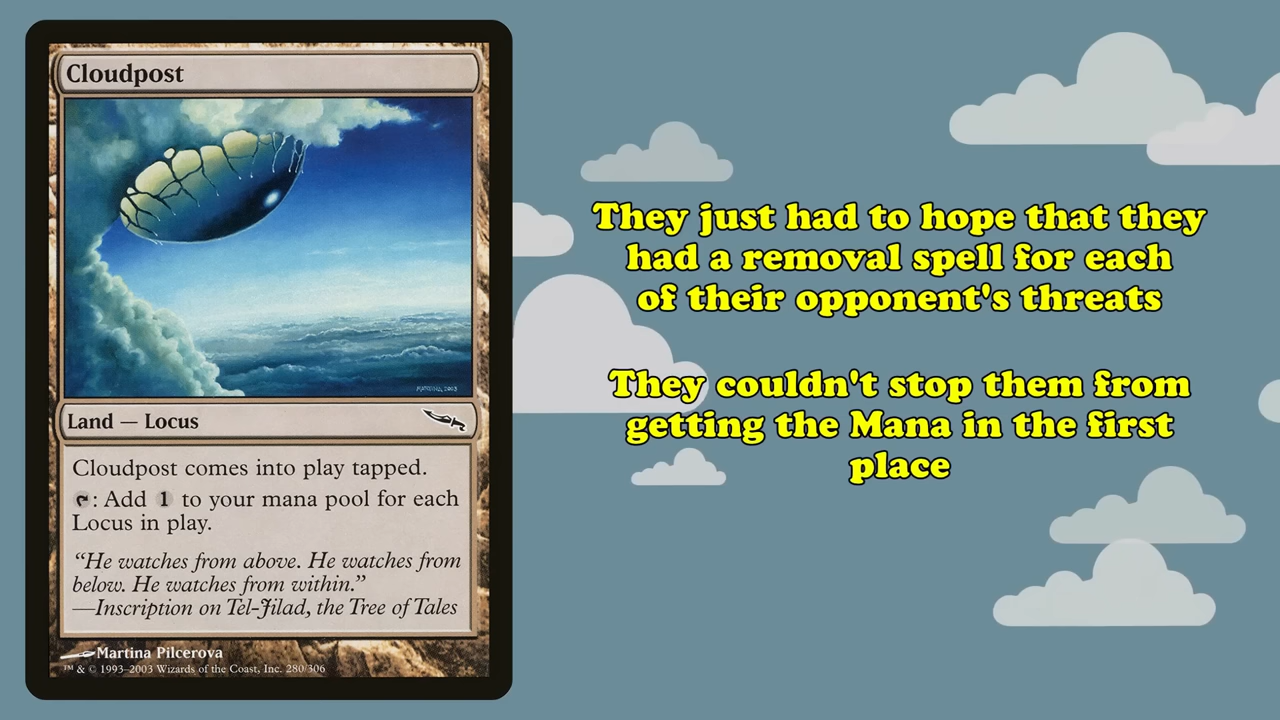 Cloudpost
MARTINA 2003
Land — Locus
Cloudpost comes into play tapped.
: Add 1 to your mana pool for each
Locus in play.
“He watches from above. He watches from
below. He watches from within.”
—Inscription on Tel-Jilad, the Tree of Tales
Martina Pilcerova
™ & © 1993–2003 Wizards of the Coast, Inc. 280/306
They just had to hope that they
had a removal spell for each
of their opponent's threats
They couldn't stop them from
getting the Mana in the first
place